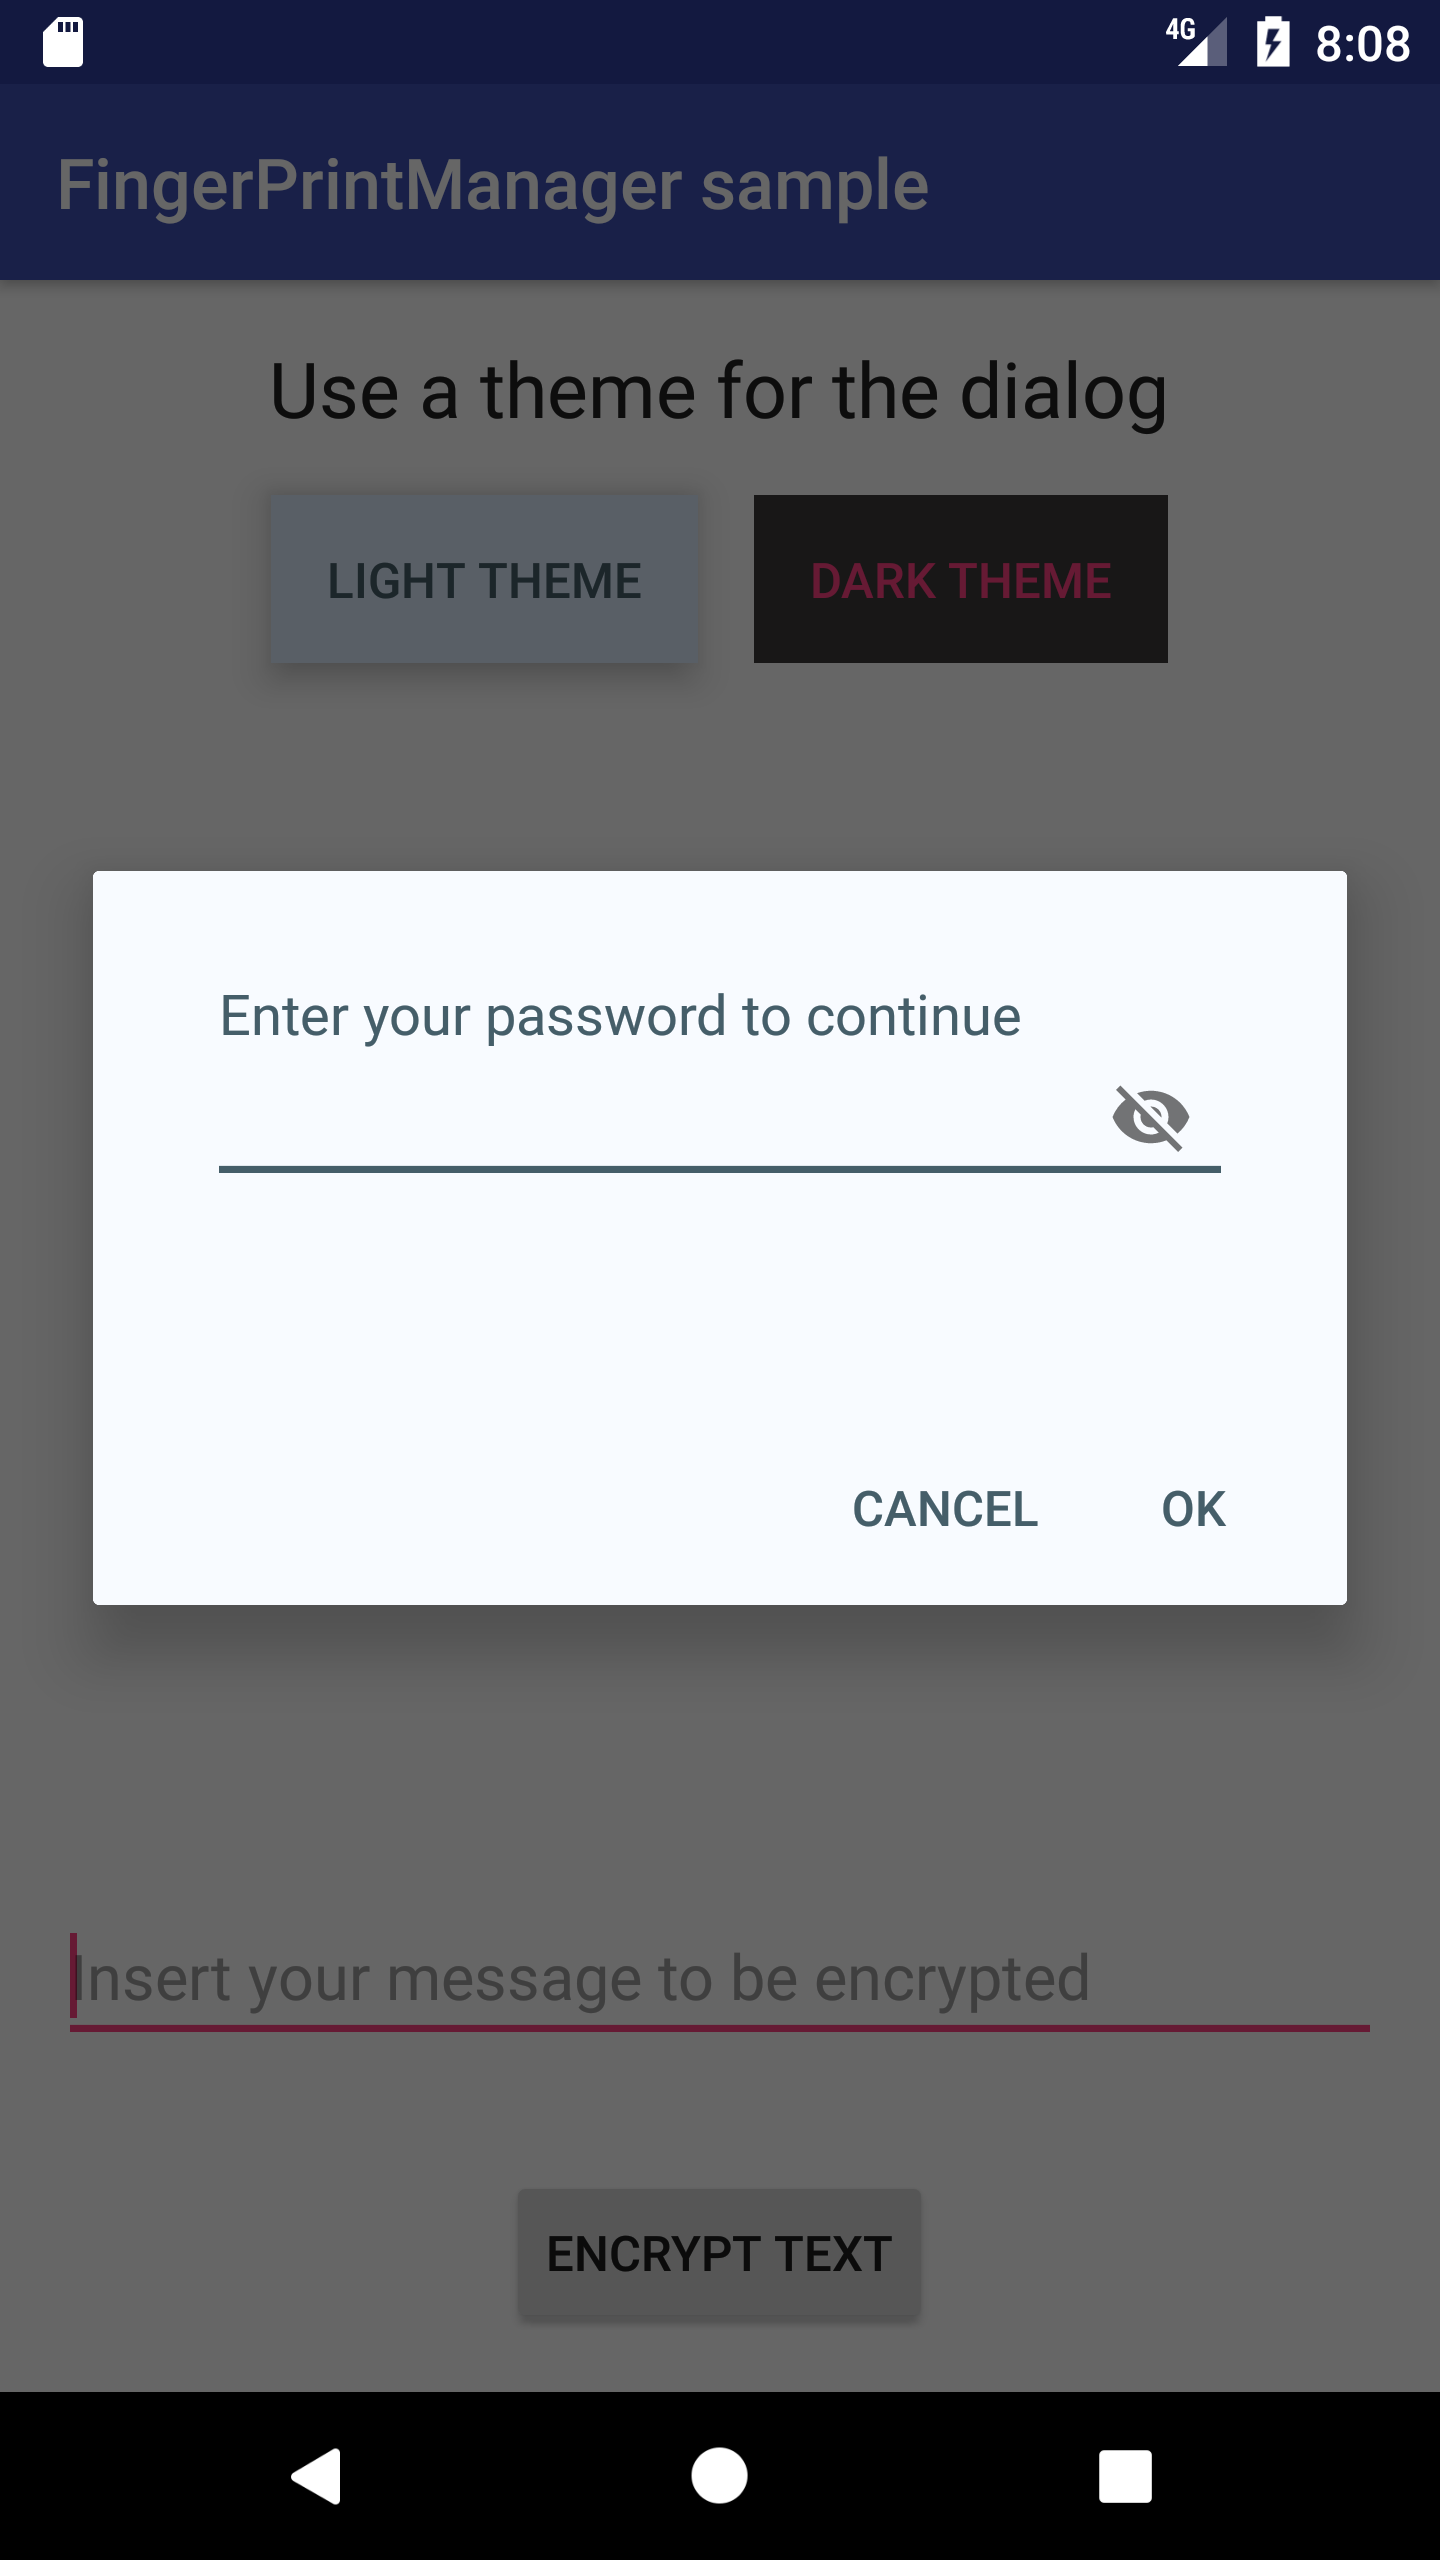 4G 8:08
FingerPrintManager sample
Use a theme for the dialog
LIGHT THEME DARK THEME
Enter your password to continue
CANCEL OK
Insert your message to be encrypted
ENCRYPT TEXT